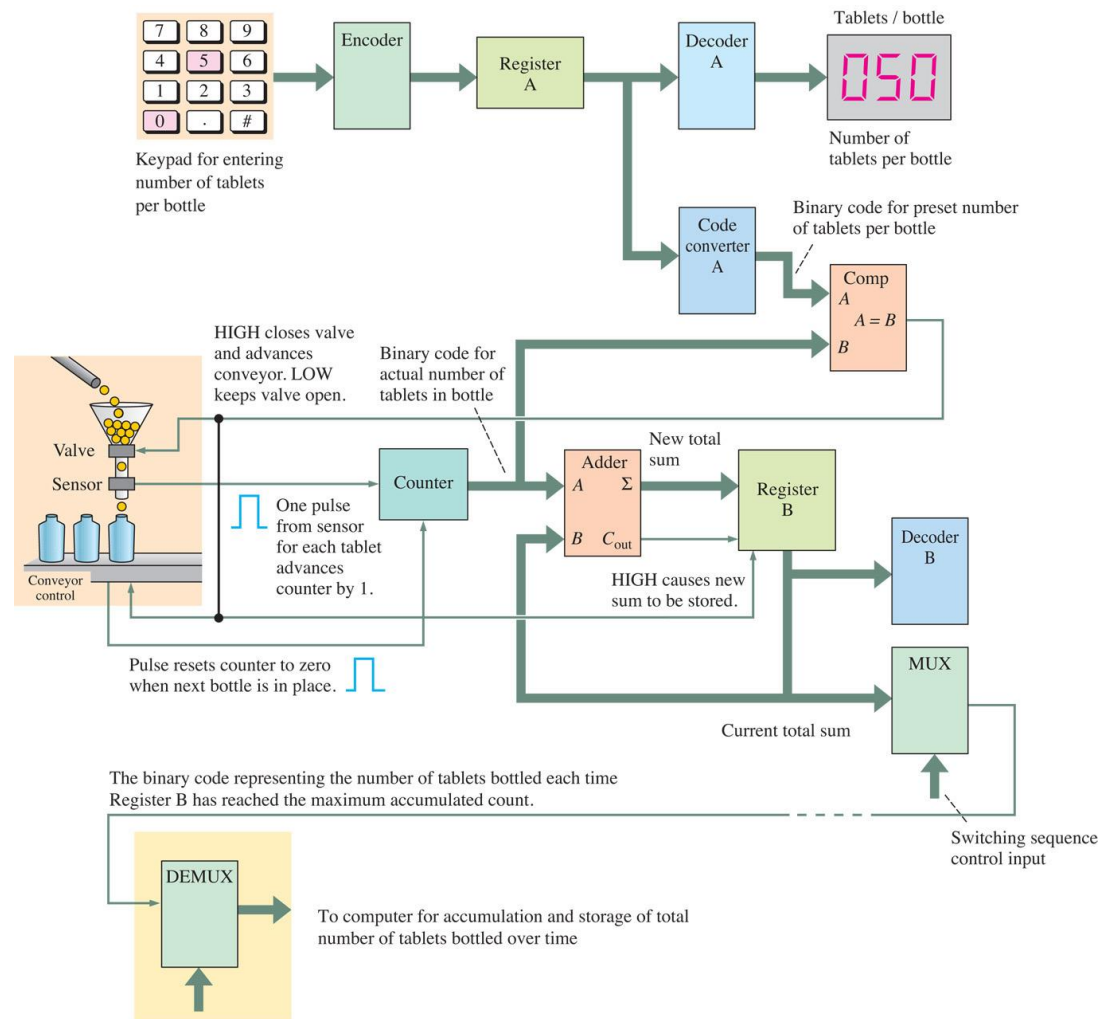 7 8 9
4 5 6
1 2 3
0 . #
Keypad for entering
number of tablets
per bottle
Encoder
Register
A
Decoder
A
Tablets / bottle
050
Number of
tablets per bottle
Code
converter
A
Binary code for preset number
of tablets per bottle
Comp
A
A = B
B
HIGH closes valve
and advances
conveyor. LOW
keeps valve open.
Binary code for
actual number of
tablets in bottle
Valve
Sensor
Conveyor
control
One pulse
from sensor
for each tablet
advances
counter by 1.
Counter
Adder
A Σ
B Cout
New total
sum
Register
B
HIGH causes new
sum to be stored.
Decoder
B
Pulse resets counter to zero
when next bottle is in place.
MUX
Current total sum
The binary code representing the number of tablets bottled each time
Register B has reached the maximum accumulated count.
Switching sequence
control input
DEMUX
To computer for accumulation and storage of total
number of tablets bottled over time